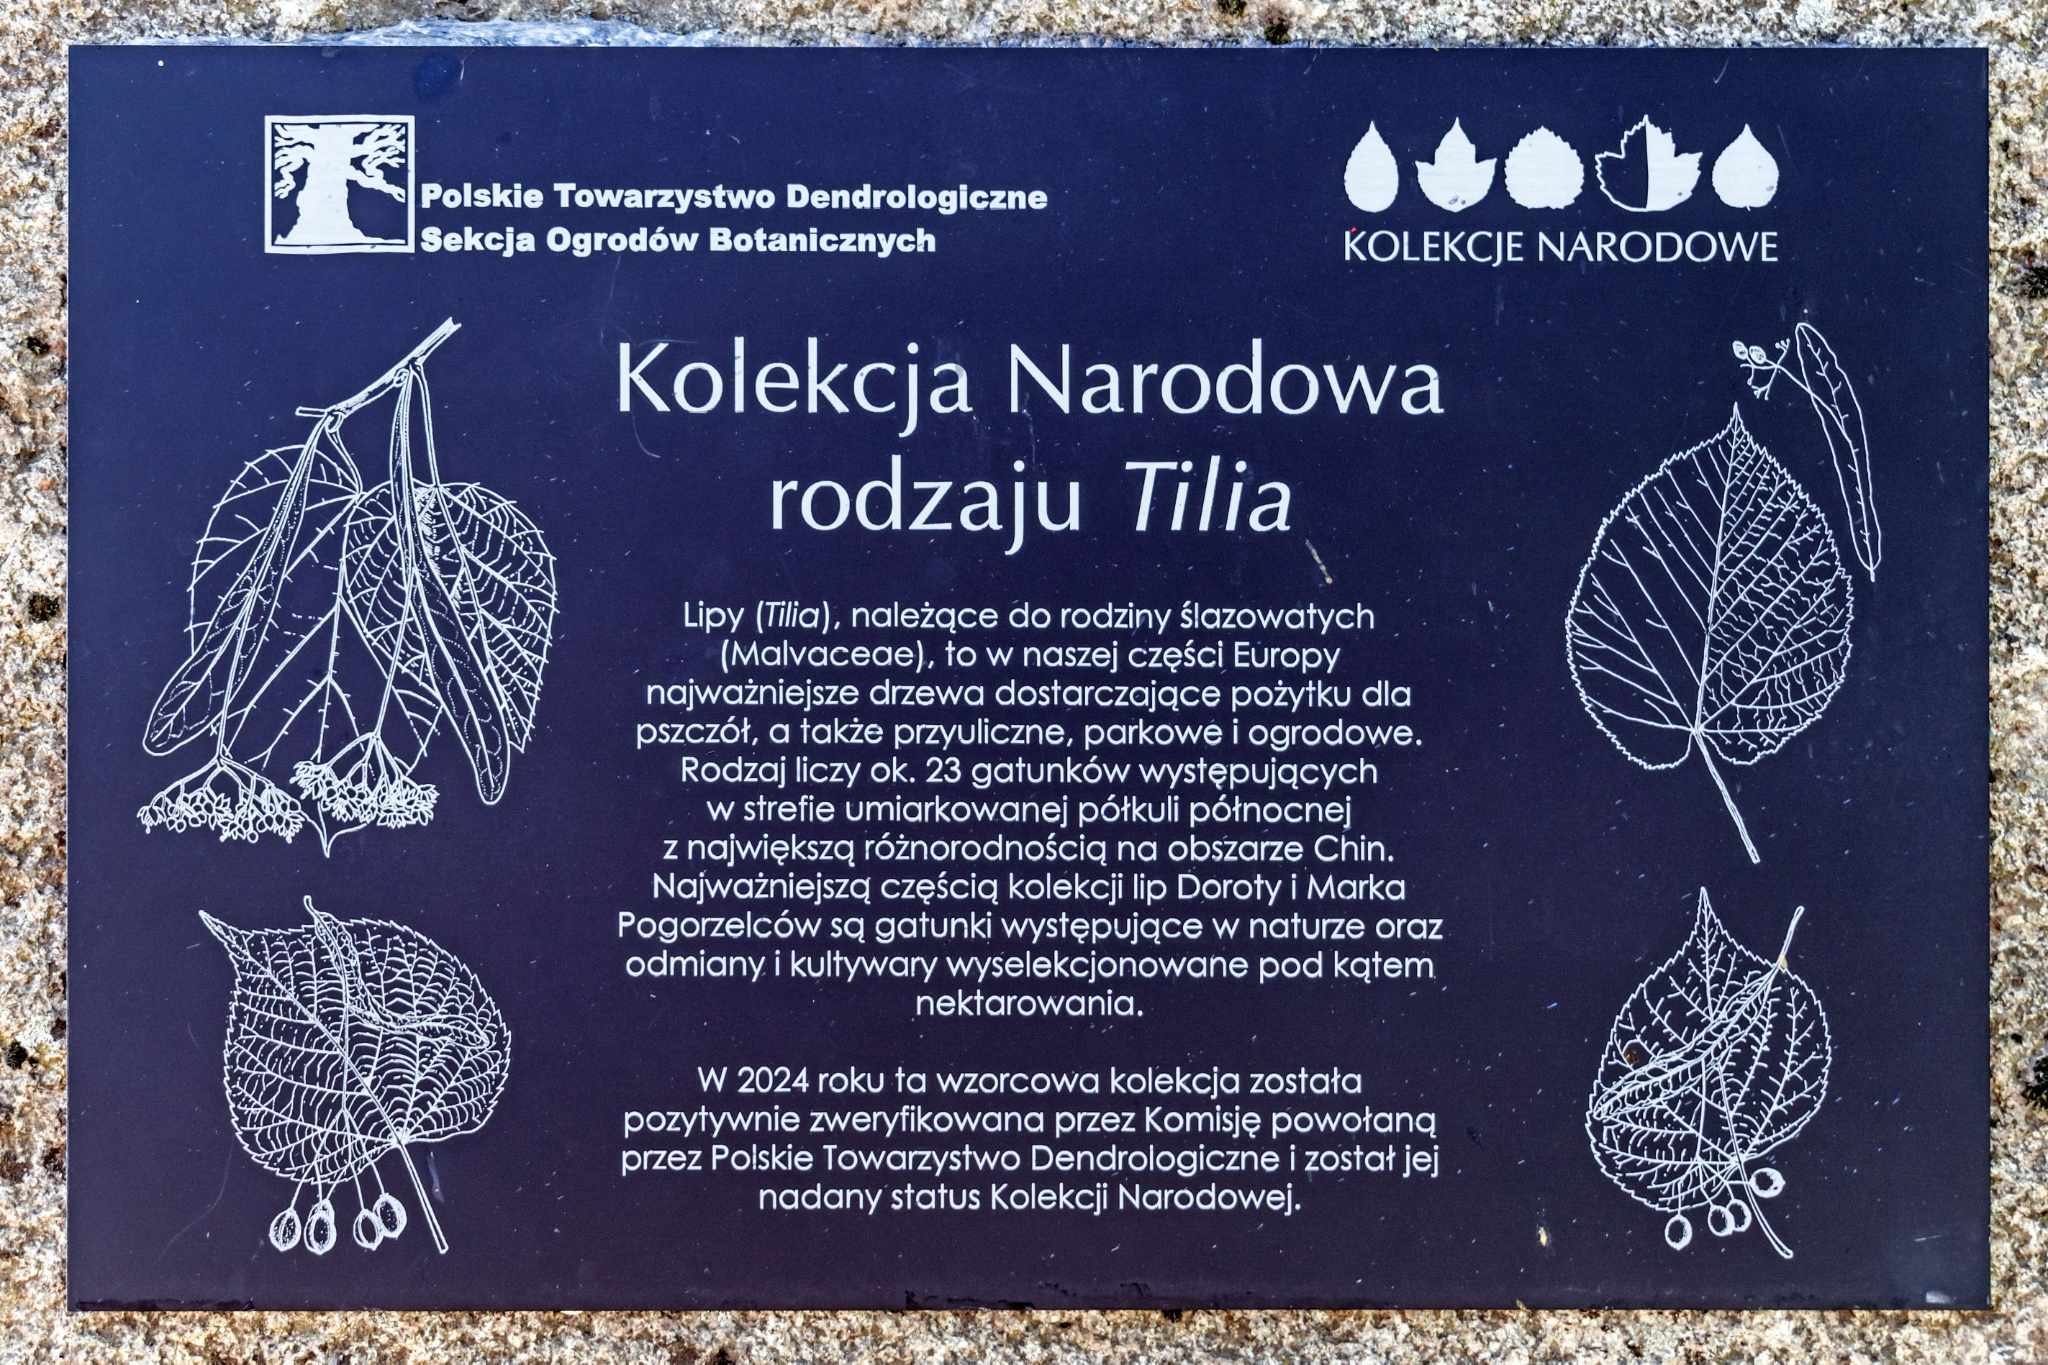 Polskie Towarzystwo Dendrologiczne
Sekcja Ogrodów Botanicznych
KOLEKCJE NARODOWE
Kolekcja Narodowa
rodzaju Tilia
Lipy (Tilia), należące do rodziny ślazowatych
(Malvaceae), to w naszej części Europy
najważniejsze drzewa dostarczające pożytku dla
pszczół, a także przyuliczne, parkowe i ogrodowe.
Rodzaj liczy ok. 23 gatunków występujących
w strefie umiarkowanej półkuli północnej
z największą różnorodnością na obszarze Chin.
Najważniejszą częścią kolekcji lip Doroty i Marka
Pogorzelców są gatunki występujące w naturze oraz
odmiany i kultywary wyselekcjonowane pod kątem
nektarowania.
W 2024 roku ta wzorcowa kolekcja została
pozytywnie zweryfikowana przez Komisję powołaną
przez Polskie Towarzystwo Dendrologiczne i został jej
nadany status Kolekcji Narodowej.